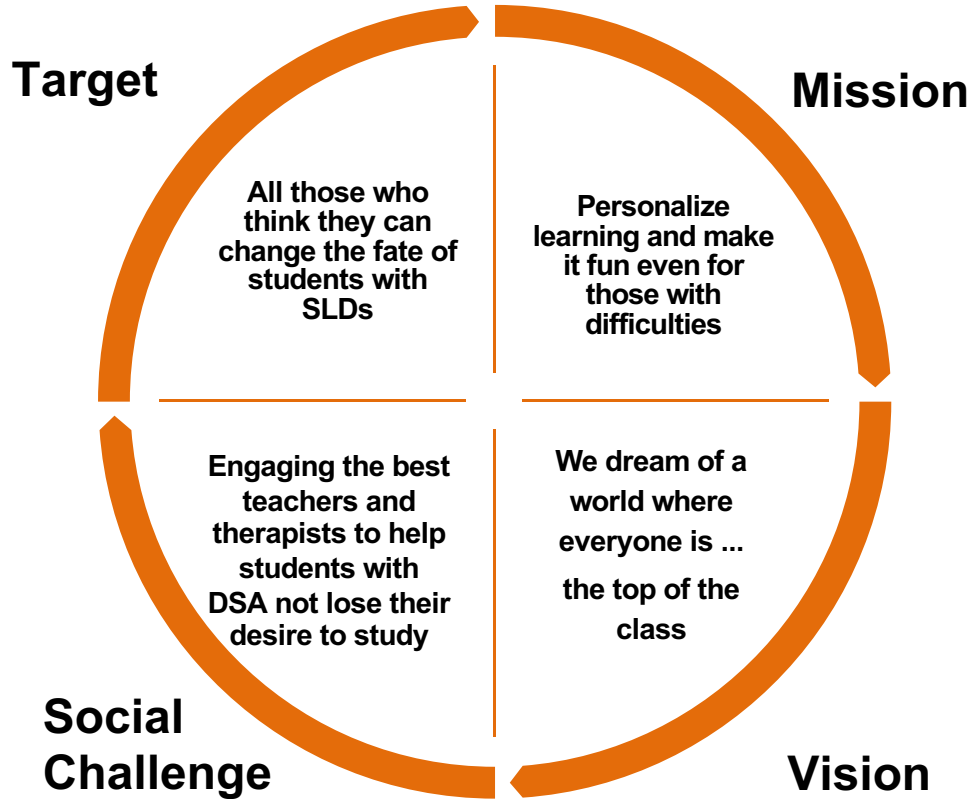 Target
Mission
All those who
think they can
change the fate of
students with
SLDs
Personalize
learning and make
it fun even for
those with
difficulties
Engaging the best
teachers and
therapists to help
students with
DSA not lose their
desire to study
We dream of a
world where
everyone is ...
the top of the
class
Social
Challenge
Vision